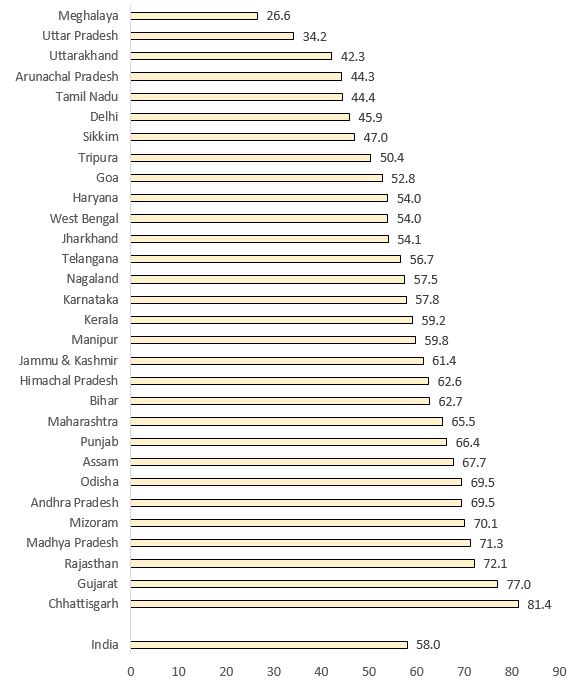 Meghalaya 26.6
Uttar Pradesh 34.2
Uttarakhand 42.3
Arunachal Pradesh 44.3
Tamil Nadu 44.4
Delhi 45.9
Sikkim 47.0
Tripura 50.4
Goa 52.8
Haryana 54.0
West Bengal 54.0
Jharkhand 54.1
Telangana 56.7
Nagaland 57.5
Karnataka 57.8
Kerala 59.2
Manipur 59.8
Jammu & Kashmir 61.4
Himachal Pradesh 62.6
Bihar 62.7
Maharashtra 65.5
Punjab 66.4
Assam 67.7
Odisha 69.5
Andhra Pradesh 69.5
Mizoram 70.1
Madhya Pradesh 71.3
Rajasthan 72.1
Gujarat 77.0
Chhattisgarh 81.4
India 58.0
0 10 20 30 40 50 60 70 80 90